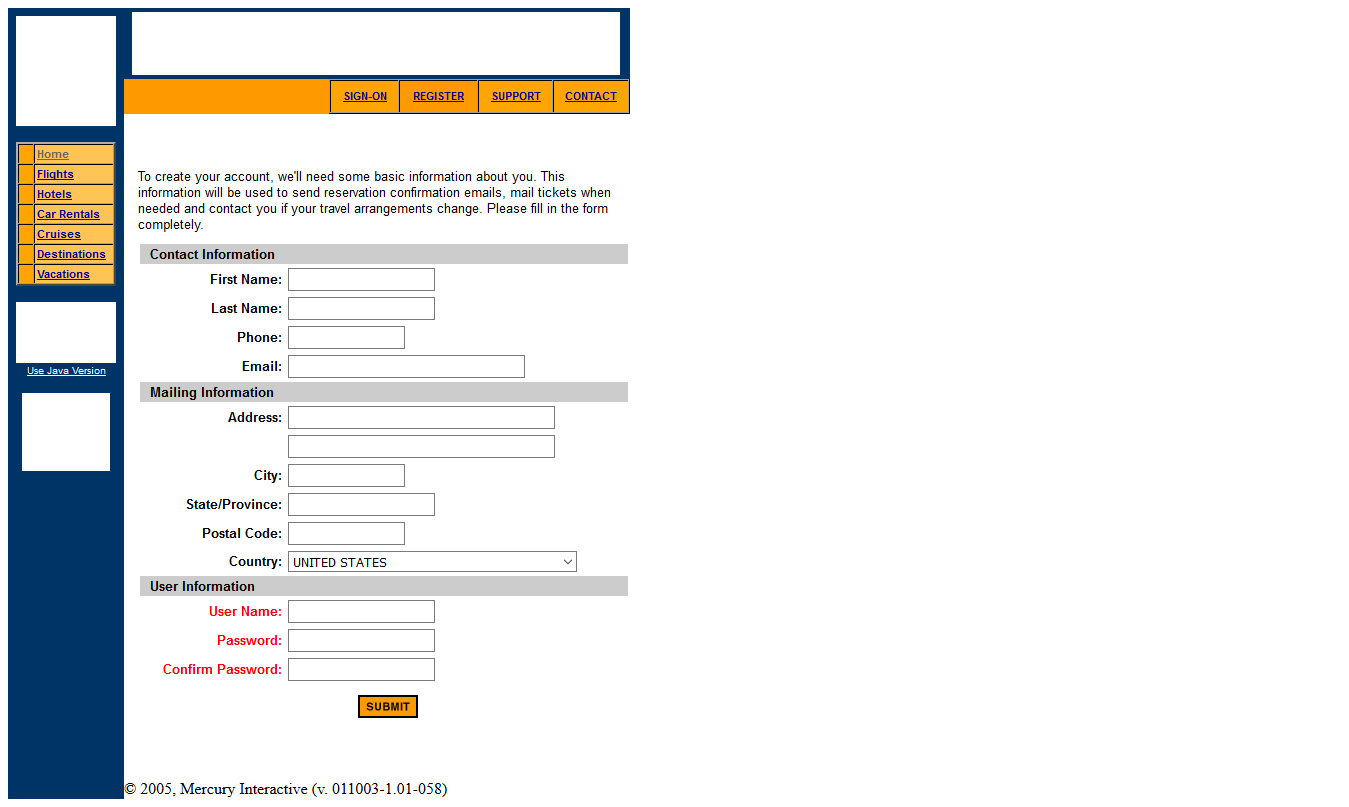 SIGN-ON REGISTER SUPPORT CONTACT
Home
Flights
Hotels
Car Rentals
Cruises
Destinations
Vacations
Use Java Version
To create your account, we'll need some basic information about you. This
information will be used to send reservation confirmation emails, mail tickets when
needed and contact you if your travel arrangements change. Please fill in the form
completely.
Contact Information
First Name:
Last Name:
Phone:
Email:
Mailing Information
Address:
City:
State/Province:
Postal Code:
Country: UNITED STATES
User Information
User Name:
Password:
Confirm Password:
SUBMIT
© 2005, Mercury Interactive (v. 011003-1.01-058)